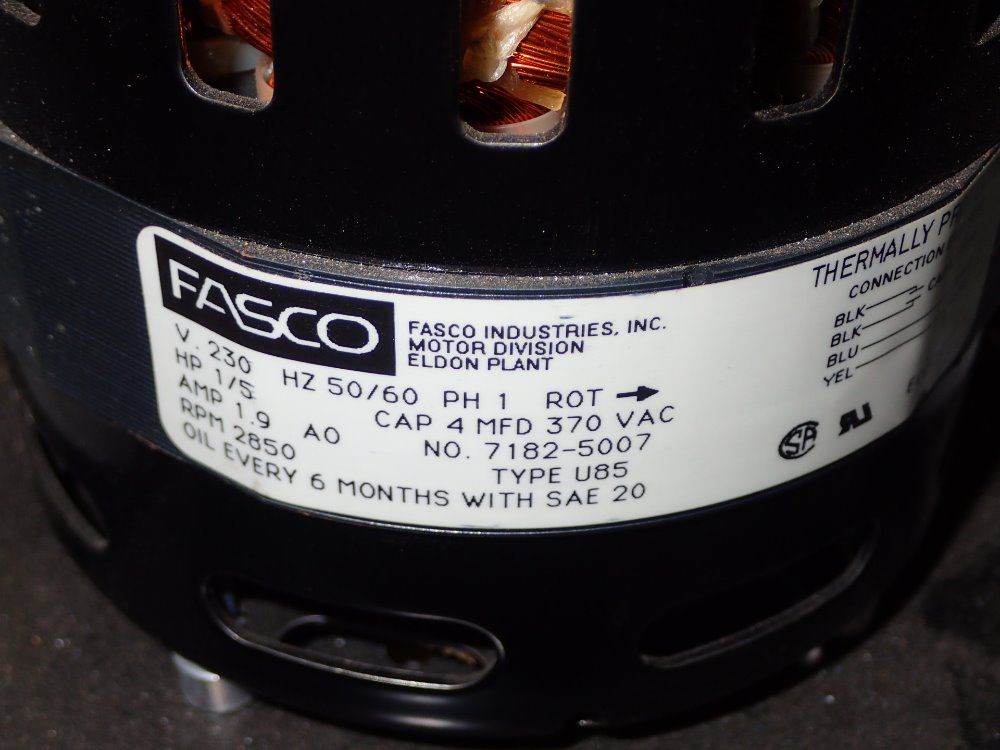 FASCO
FASCO INDUSTRIES, INC.
MOTOR DIVISION
ELDON PLANT
V. 230 HZ 50/60 PH 1 ROT →
HP 1/5 CAP 4 MFD 370 VAC
AMP 1.9 AO NO. 7182-5007
RPM 2850 TYPE U85
OIL EVERY 6 MONTHS WITH SAE 20
THERMALLY
CONNECTION
BLK
BLK
BLU
YEL
SA